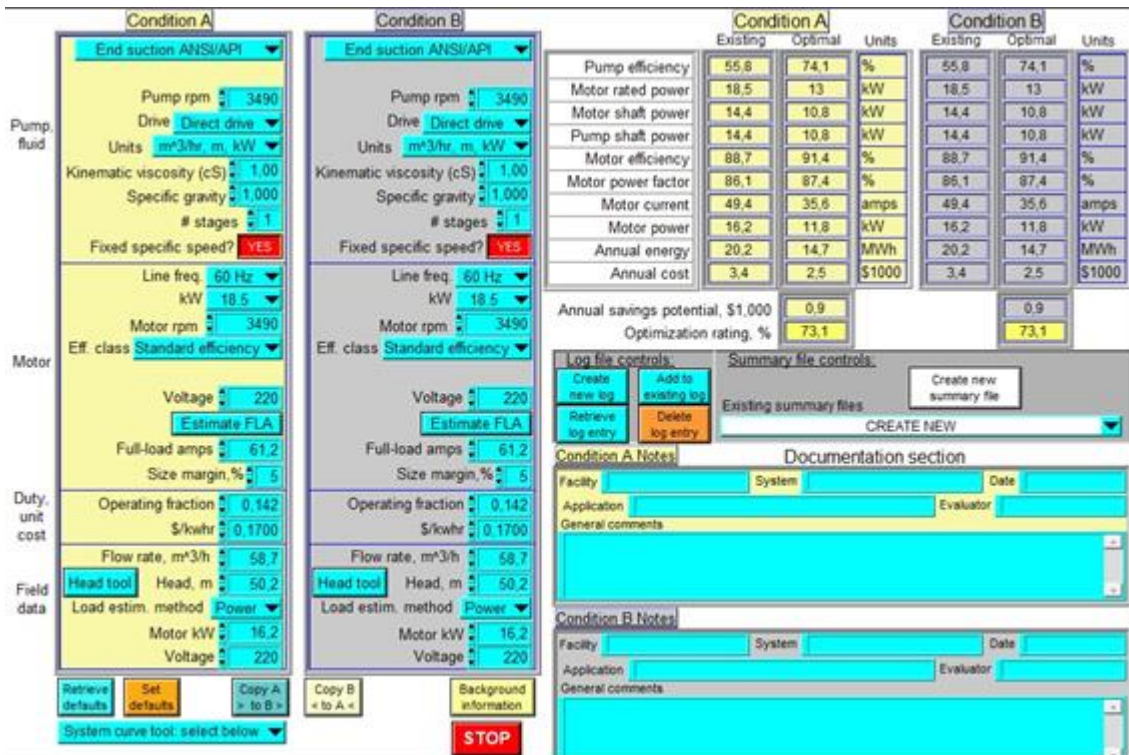 Condition A
End suction ANSI/API
Pump, fluid
Pump rpm 3490
Drive Direct drive
Units m^3/hr, m, kW
Kinematic viscosity (cS) 1,00
Specific gravity 1,000
# stages 1
Fixed specific speed? YES
Motor
Line freq. 60 Hz
kW 18.5
Motor rpm 3490
Eff. class Standard efficiency
Voltage 220
Estimate FLA
Full-load amps 61,2
Size margin,% 5
Duty, unit cost
Operating fraction 0,142
$/kwhr 0,1700
Field data
Flow rate, m^3/h 58,7
Head tool Head, m 50,2
Load estim. method Power
Motor kW 16,2
Voltage 220
Condition B
End suction ANSI/API
Pump rpm 3490
Drive Direct drive
Units m^3/hr, m, kW
Kinematic viscosity (cS) 1,00
Specific gravity 1,000
# stages 1
Fixed specific speed? YES
Line freq. 60 Hz
kW 18.5
Motor rpm 3490
Eff. class Standard efficiency
Voltage 220
Estimate FLA
Full-load amps 61,2
Size margin,% 5
Operating fraction 0,142
$/kwhr 0,1700
Flow rate, m^3/h 58,7
Head tool Head, m 50,2
Load estim. method Power
Motor kW 16,2
Voltage 220
Retrieve defaults
Set defaults
Copy A > to B >
Copy B < to A <
Background information
System curve tool: select below
STOP
Condition A Condition B
Existing Optimal Units Existing Optimal Units
Pump efficiency 55,8 74,1 % 55,8 74,1 %
Motor rated power 18,5 13 kW 18,5 13 kW
Motor shaft power 14,4 10,8 kW 14,4 10,8 kW
Pump shaft power 14,4 10,8 kW 14,4 10,8 kW
Motor efficiency 88,7 91,4 % 88,7 91,4 %
Motor power factor 86,1 87,4 % 86,1 87,4 %
Motor current 49,4 35,6 amps 49,4 35,6 amps
Motor power 16,2 11,8 kW 16,2 11,8 kW
Annual energy 20,2 14,7 MWh 20,2 14,7 MWh
Annual cost 3,4 2,5 $1000 3,4 2,5 $1000
Annual savings potential, $1,000 0,9 0,9
Optimization rating, % 73,1 73,1
Log file controls:
Create new log
Add to existing log
Retrieve log entry
Delete log entry
Summary file controls:
Create new summary file
Existing summary files
CREATE NEW
Condition A Notes Documentation section
Facility System Date
Application Evaluator
General comments
Condition B Notes
Facility System Date
Application Evaluator
General comments